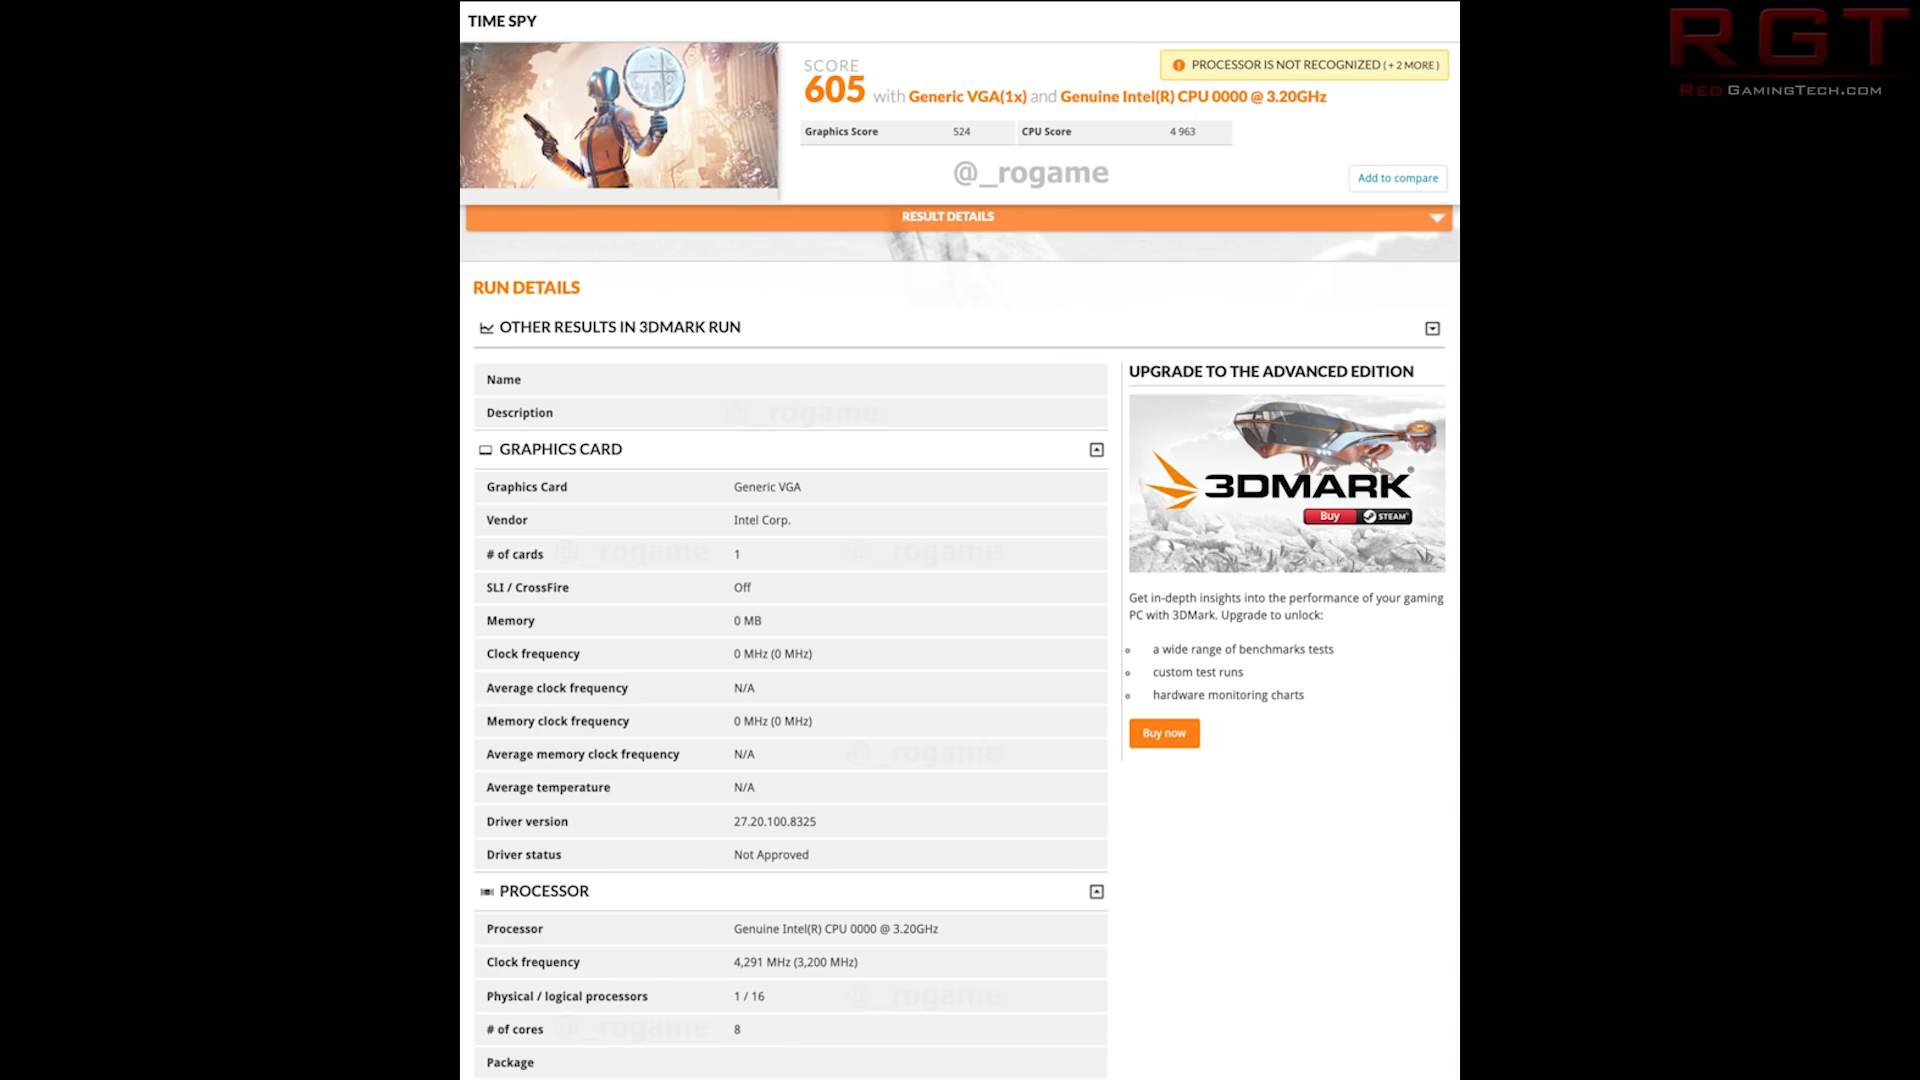 TIME SPY
RGT
REDGAMINGTECH.COM
SCORE
605 with Generic VGA(1x) and Genuine Intel(R) CPU 0000 @ 3.20GHz
PROCESSOR IS NOT RECOGNIZED ( + 2 MORE )
Graphics Score 524 CPU Score 4 963
@_rogame
Add to compare
RESULT DETAILS
RUN DETAILS
OTHER RESULTS IN 3DMARK RUN
Name
Description
@_rogame
GRAPHICS CARD
Graphics Card Generic VGA
Vendor Intel Corp.
# of cards 1
@_rogame @_rogame
SLI / CrossFire Off
Memory 0 MB
Clock frequency 0 MHz (0 MHz)
Average clock frequency N/A
Memory clock frequency 0 MHz (0 MHz)
Average memory clock frequency N/A
@_rogame
Average temperature N/A
Driver version 27.20.100.8325
Driver status Not Approved
PROCESSOR
Processor Genuine Intel(R) CPU 0000 @ 3.20GHz
Clock frequency 4,291 MHz (3,200 MHz)
Physical / logical processors 1 / 16
@_rogame
# of cores 8
@_rogame
Package
UPGRADE TO THE ADVANCED EDITION
3DMARK®
Buy STEAM
Get in-depth insights into the performance of your gaming
PC with 3DMark. Upgrade to unlock:
a wide range of benchmarks tests
custom test runs
hardware monitoring charts
Buy now